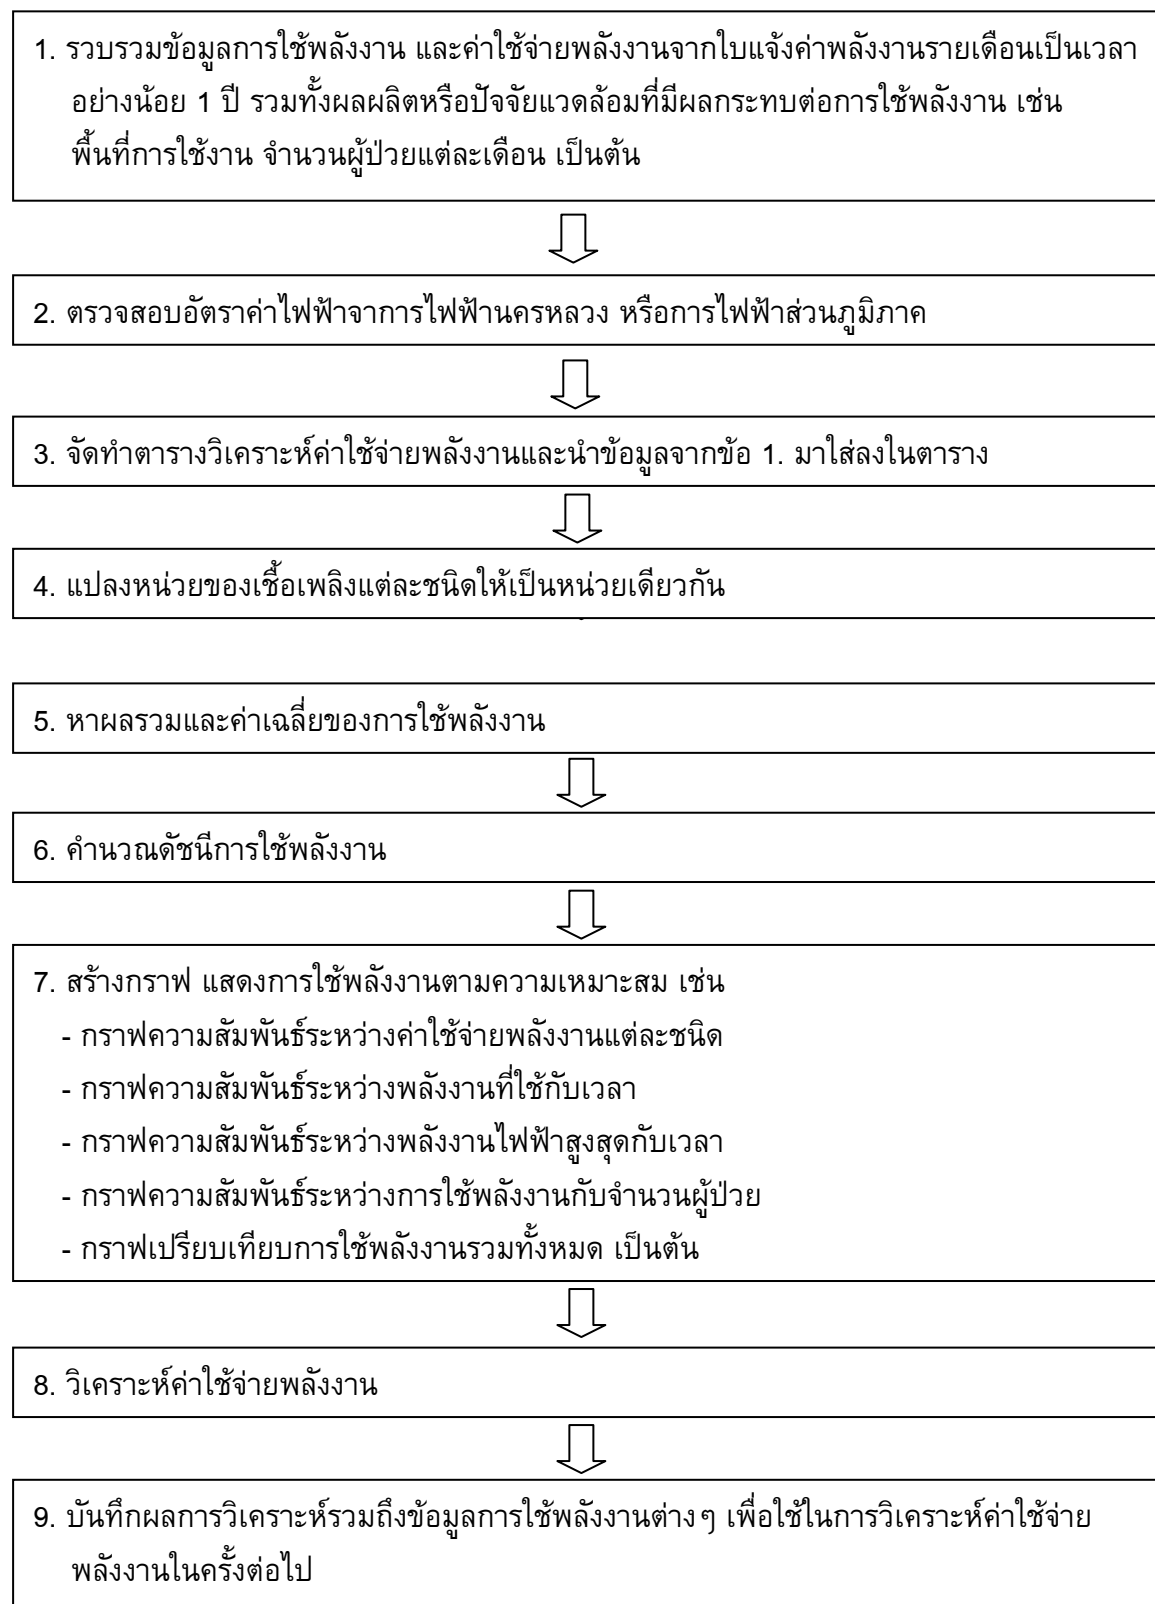 1. รวบรวมข้อมูลการใช้พลังงาน และค่าใช้จ่ายพลังงานจากใบแจ้งค่าพลังงานรายเดือนเป็นเวลา
อย่างน้อย 1 ปี รวมทั้งผลผลิตหรือปัจจัยแวดล้อมที่มีผลกระทบต่อการใช้พลังงาน เช่น
พื้นที่การใช้งาน จำนวนผู้ป่วยแต่ละเดือน เป็นต้น
2. ตรวจสอบอัตราค่าไฟฟ้าจาการไฟฟ้านครหลวง หรือการไฟฟ้าส่วนภูมิภาค
3. จัดทำตารางวิเคราะห์ค่าใช้จ่ายพลังงานและนำข้อมูลจากข้อ 1. มาใส่ลงในตาราง
4. แปลงหน่วยของเชื้อเพลิงแต่ละชนิดให้เป็นหน่วยเดียวกัน
5. หาผลรวมและค่าเฉลี่ยของการใช้พลังงาน
6. คำนวณดัชนีการใช้พลังงาน
7. สร้างกราฟ แสดงการใช้พลังงานตามความเหมาะสม เช่น
- กราฟความสัมพันธ์ระหว่างค่าใช้จ่ายพลังงานแต่ละชนิด
- กราฟความสัมพันธ์ระหว่างพลังงานที่ใช้กับเวลา
- กราฟความสัมพันธ์ระหว่างพลังงานไฟฟ้าสูงสุดกับเวลา
- กราฟความสัมพันธ์ระหว่างการใช้พลังงานกับจำนวนผู้ป่วย
- กราฟเปรียบเทียบการใช้พลังงานรวมทั้งหมด เป็นต้น
8. วิเคราะห์ค่าใช้จ่ายพลังงาน
9. บันทึกผลการวิเคราะห์รวมถึงข้อมูลการใช้พลังงานต่างๆ เพื่อใช้ในการวิเคราะห์ค่าใช้จ่าย
พลังงานในครั้งต่อไป